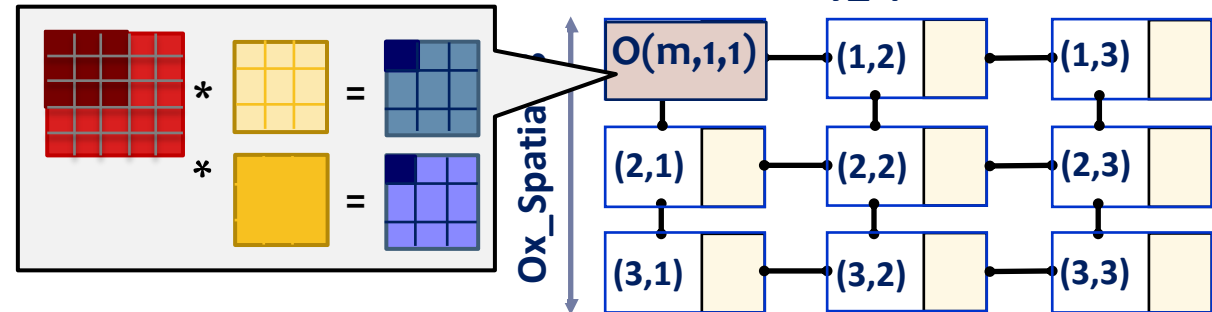 * =
* =
Ox_Spatia
O(m,1,1) (1,2) (1,3)
(2,1) (2,2) (2,3)
(3,1) (3,2) (3,3)